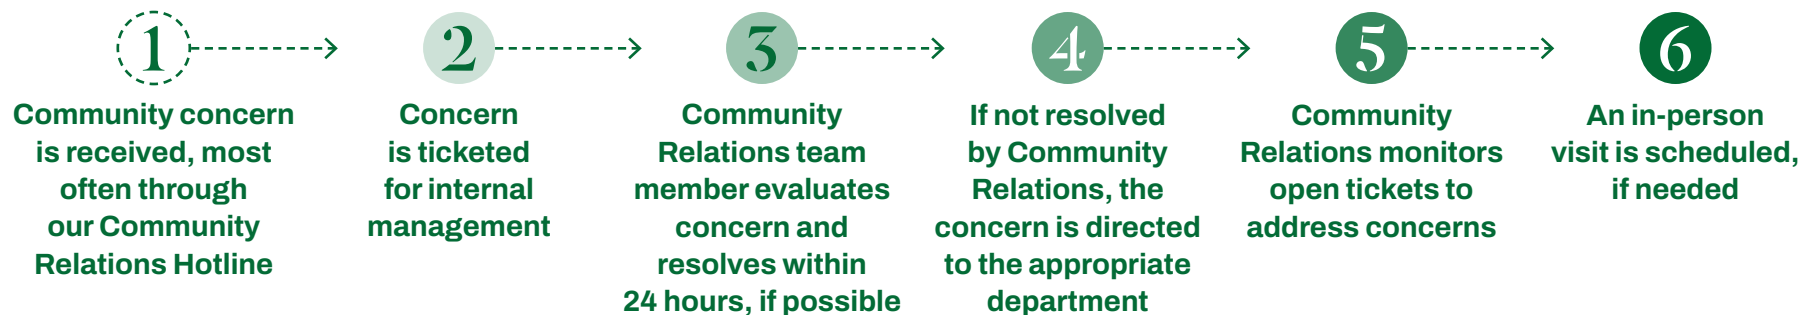 1
Community concern
is received, most
often through
our Community
Relations Hotline
2
Concern
is ticketed
for internal
management
3
Community
Relations team
member evaluates
concern and
resolves within
24 hours, if possible
4
If not resolved
by Community
Relations, the
concern is directed
to the appropriate
department
5
Community
Relations monitors
open tickets to
address concerns
6
An in-person
visit is scheduled,
if needed